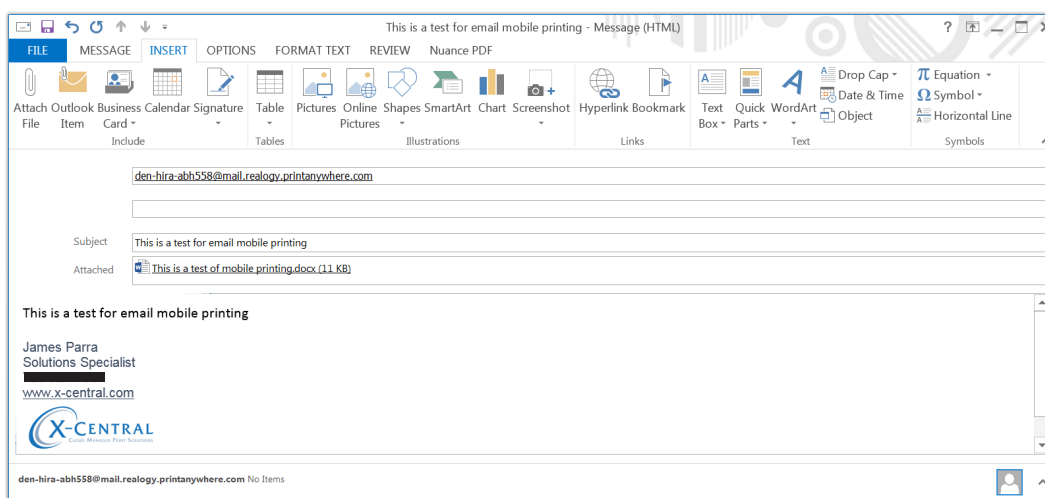 This is a test for email mobile printing - Message (HTML)
FILE MESSAGE INSERT OPTIONS FORMAT TEXT REVIEW Nuance PDF
Attach File
Outlook Item
Business Card
Calendar
Signature
Table
Pictures
Online Pictures
Shapes
SmartArt
Chart
Screenshot
Hyperlink
Bookmark
Text Box
Quick Parts
WordArt
Drop Cap
Date & Time
Object
π Equation
Ω Symbol
Horizontal Line
Include Tables Illustrations Links Text Symbols
den-hira-abh558@mail.realogy.printanywhere.com
Subject This is a test for email mobile printing
Attached This is a test of mobile printing.docx (11 KB)
This is a test for email mobile printing
James Parra
Solutions Specialist
www.x-central.com
X-CENTRAL
CLOUD MANAGED PRINT SOLUTIONS
den-hira-abh558@mail.realogy.printanywhere.com No Items